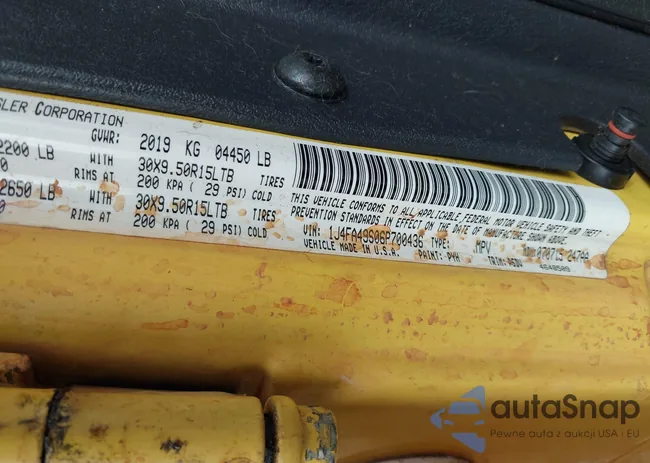 SLER CORPORATION
GVWR: 2019 KG 04450 LB
2200 LB WITH 30X9.50R15LTB TIRES
RIMS AT 200 KPA ( 29 PSI) COLD
2650 LB WITH 30X9.50R15LTB TIRES
RIMS AT 200 KPA ( 29 PSI) COLD
THIS VEHICLE CONFORMS TO ALL APPLICABLE FEDERAL MOTOR VEHICLE SAFETY AND THEFT
PREVENTION STANDARDS IN EFFECT ON THE DATE OF MANUFACTURE SHOWN ABOVE.
VIN: 1J4FA49S06P700436 TYPE: MPV
VEHICLE MADE IN U.S.A. PAINT: PYH TRIM:
autaSnap
Pewne auta z aukcji USA i EU